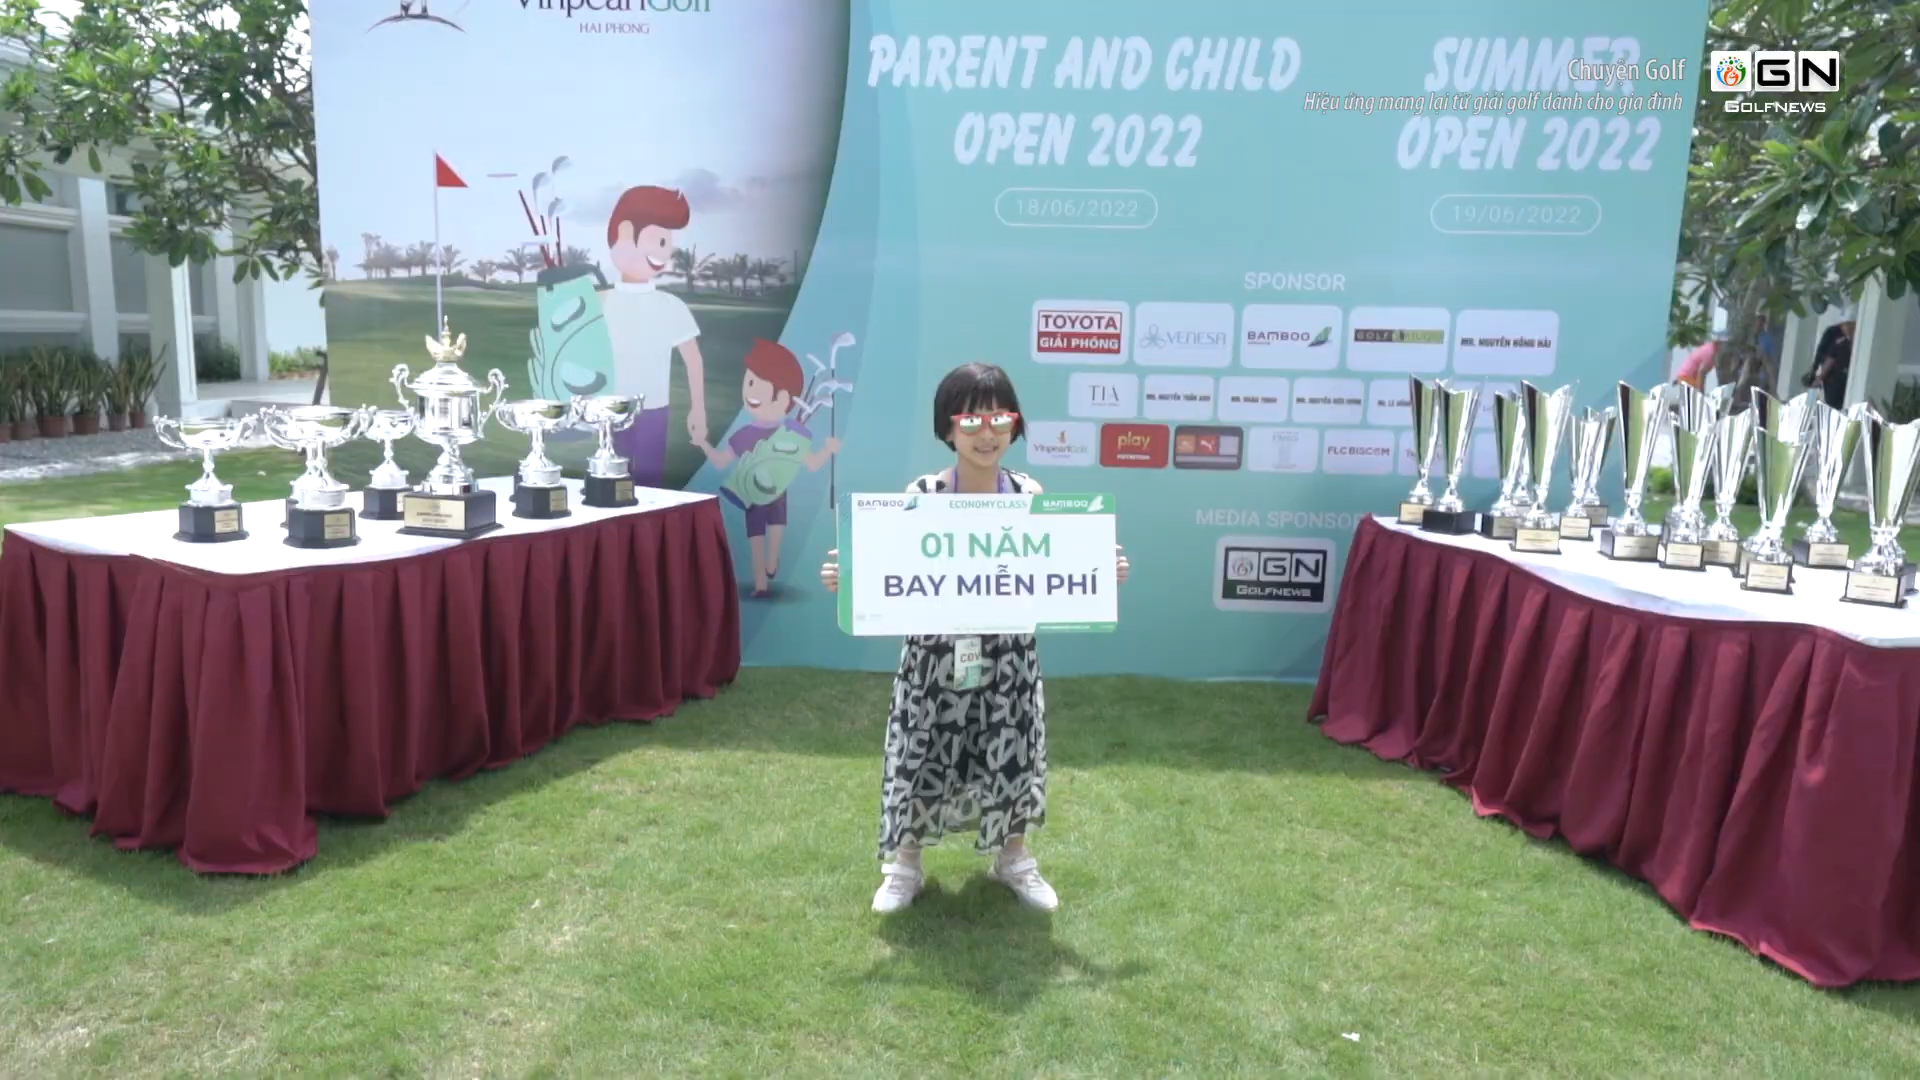 VinpearlGolf
HAI PHONG
PARENT AND CHILD
OPEN 2022
18/06/2022
SUMMER
OPEN 2022
19/06/2022
Chuyện Golf
Hiệu ứng mang lại từ giải golf dành cho gia đình
GN
GOLFNEWS
SPONSOR
TOYOTA
GIẢI PHÓNG
VENESA
BAMBOO
MR. NGUYỄN HỒNG HẢI
TIA
VinpearlGolf
play
FLC BISCOM
MEDIA SPONSOR
GN
GOLFNEWS
BAMBOO
ECONOMY CLASS
BAMBOO
01 NĂM
BAY MIỄN PHÍ